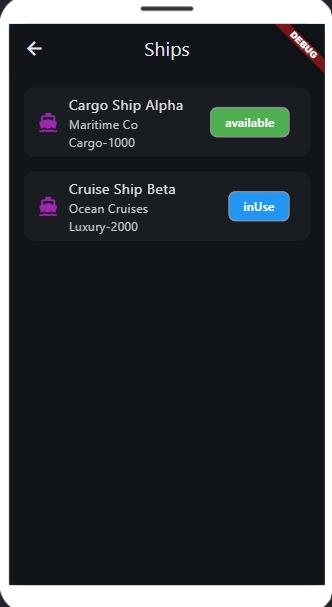 Ships
DEBUG
Cargo Ship Alpha
Maritime Co
Cargo-1000
available
Cruise Ship Beta
Ocean Cruises
Luxury-2000
inUse